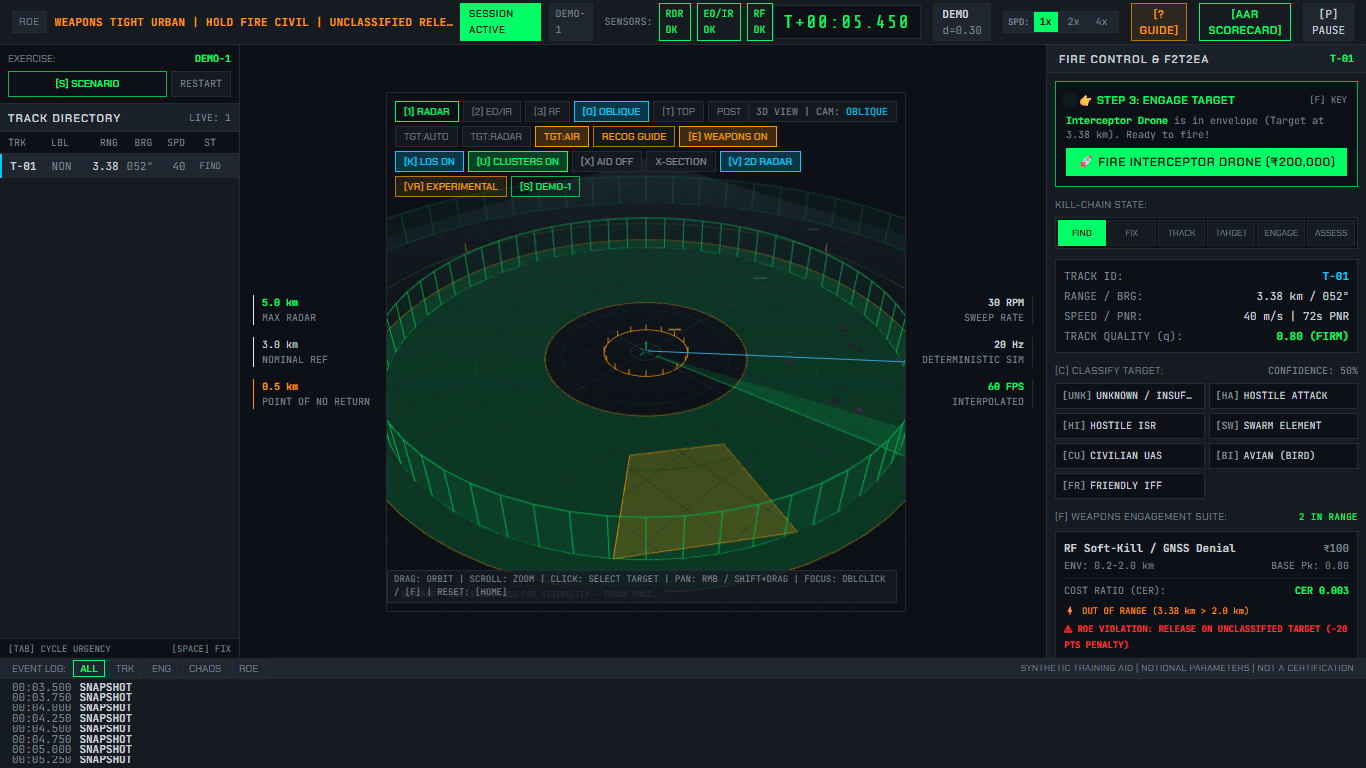 ROE WEAPONS TIGHT URBAN | HOLD FIRE CIVIL | UNCLASSIFIED RELE…
SESSION ACTIVE
DEMO-1
SENSORS:
RDR OK
EO/IR OK
RF OK
T+00:05.450
DEMO
d=0.30
SPD: 1x 2x 4x
[? GUIDE]
[AAR SCORECARD]
[P] PAUSE
EXERCISE: DEMO-1
[S] SCENARIO RESTART
TRACK DIRECTORY LIVE: 1
TRK LBL RNG BRG SPD ST
T-01 NON 3.38 052° 40 FIND
[TAB] CYCLE URGENCY [SPACE] FIX
[1] RADAR [2] EO/IR [3] RF [O] OBLIQUE [T] TOP POST 3D VIEW | CAM: OBLIQUE
TGT:AUTO TGT:RADAR TGT:AIR RECOG GUIDE [E] WEAPONS ON
[K] LOS ON [U] CLUSTERS ON [X] AID OFF X-SECTION [V] 2D RADAR
[VR] EXPERIMENTAL [S] DEMO-1
5.0 km
MAX RADAR
3.0 km
NOMINAL REF
0.5 km
POINT OF NO RETURN
30 RPM
SWEEP RATE
20 Hz
DETERMINISTIC SIM
60 FPS
INTERPOLATED
DRAG: ORBIT | SCROLL: ZOOM | CLICK: SELECT TARGET | PAN: RMB / SHIFT+DRAG | FOCUS: DBLCLICK
/ [F] | RESET: [HOME]
FIRE CONTROL & F2T2EA T-01
👉 STEP 3: ENGAGE TARGET [F] KEY
Interceptor Drone is in envelope (Target at
3.38 km). Ready to fire!
🚀 FIRE INTERCEPTOR DRONE (₹200,000)
KILL-CHAIN STATE:
FIND FIX TRACK TARGET ENGAGE ASSESS
TRACK ID: T-01
RANGE / BRG: 3.38 km / 052°
SPEED / PNR: 40 m/s | 72s PNR
TRACK QUALITY (q): 0.80 (FIRM)
[C] CLASSIFY TARGET: CONFIDENCE: 50%
[UNK] UNKNOWN / INSUF… [HA] HOSTILE ATTACK
[HI] HOSTILE ISR [SW] SWARM ELEMENT
[CU] CIVILIAN UAS [BI] AVIAN (BIRD)
[FR] FRIENDLY IFF
[F] WEAPONS ENGAGEMENT SUITE: 2 IN RANGE
RF Soft-Kill / GNSS Denial ₹100
ENV: 0.2-2.0 km BASE Pk: 0.80
COST RATIO (CER): CER 0.003
⚡ OUT OF RANGE (3.38 km > 2.0 km)
⚠ ROE VIOLATION: RELEASE ON UNCLASSIFIED TARGET (-20
PTS PENALTY)
EVENT LOG: ALL TRK ENG CHAOS ROE
SYNTHETIC TRAINING AID | NOTIONAL PARAMETERS | NOT A CERTIFICATION
00:03.500 SNAPSHOT
00:03.750 SNAPSHOT
00:04.000 SNAPSHOT
00:04.250 SNAPSHOT
00:04.500 SNAPSHOT
00:04.750 SNAPSHOT
00:05.000 SNAPSHOT
00:05.250 SNAPSHOT